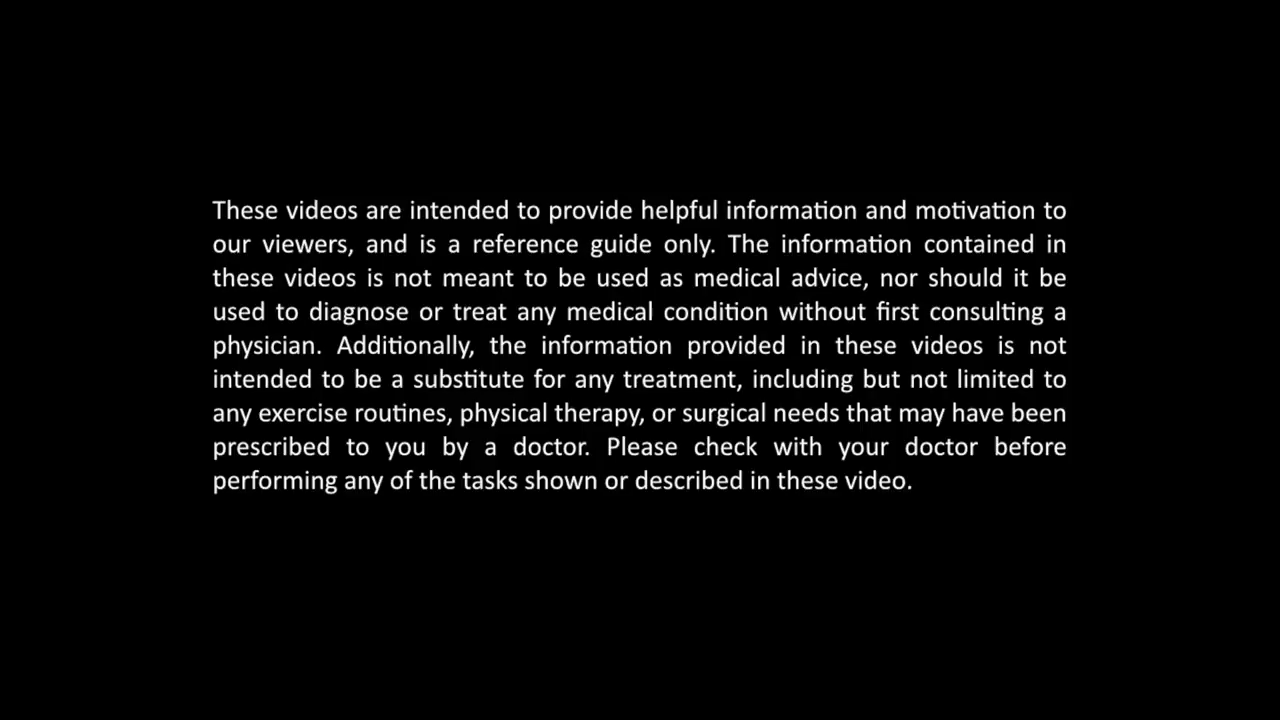 These videos are intended to provide helpful information and motivation to
our viewers, and is a reference guide only. The information contained in
these videos is not meant to be used as medical advice, nor should it be
used to diagnose or treat any medical condition without first consulting a
physician. Additionally, the information provided in these videos is not
intended to be a substitute for any treatment, including but not limited to
any exercise routines, physical therapy, or surgical needs that may have been
prescribed to you by a doctor. Please check with your doctor before
performing any of the tasks shown or described in these video.